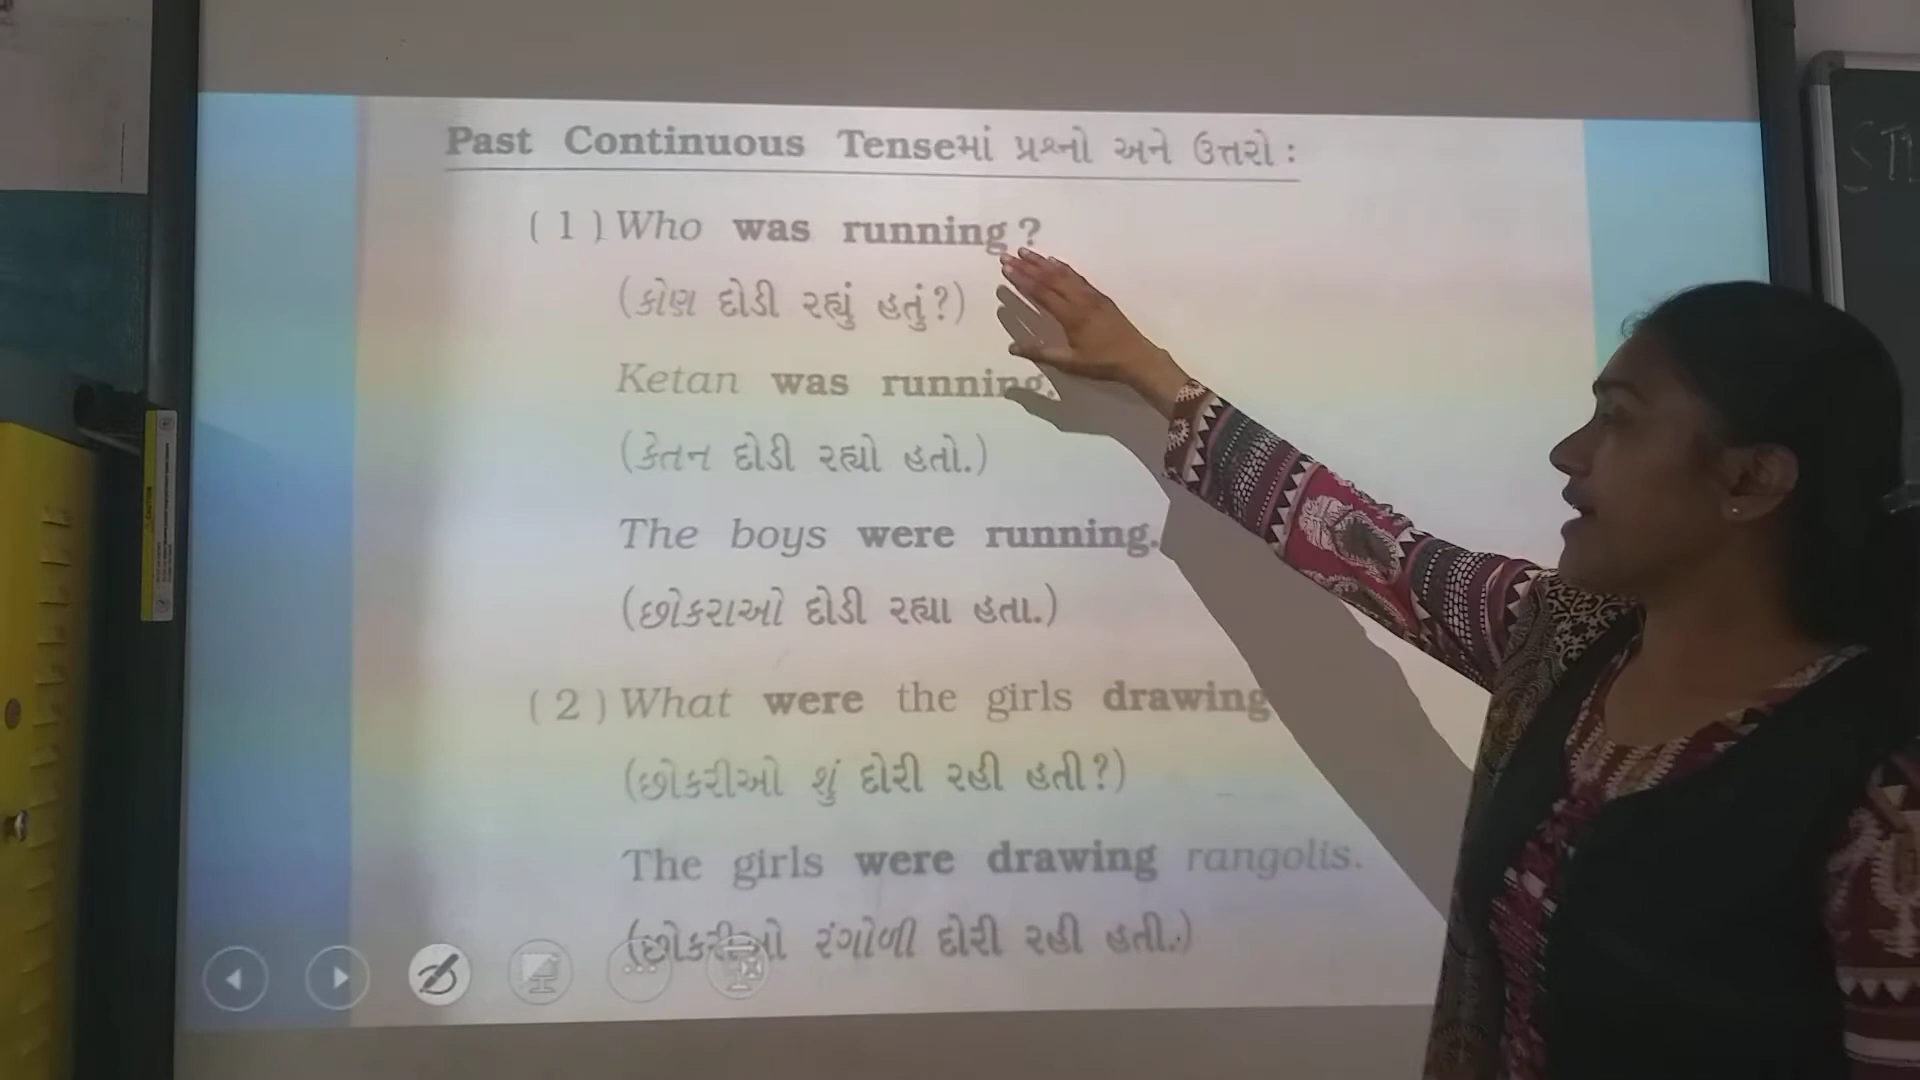 Past Continuous Tenseમાં પ્રશ્નો અને ઉત્તરો :
( 1 ) Who was running ?
(કોણ દોડી રહ્યું હતું?)
Ketan was running.
(કેતન દોડી રહ્યો હતો.)
The boys were running.
(છોકરાઓ દોડી રહ્યા હતા.)
( 2 ) What were the girls drawing
(છોકરીઓ શું દોરી રહી હતી?)
The girls were drawing rangolis.
(છોકરીઓ રંગોળી દોરી રહી હતી.)
CAUTION